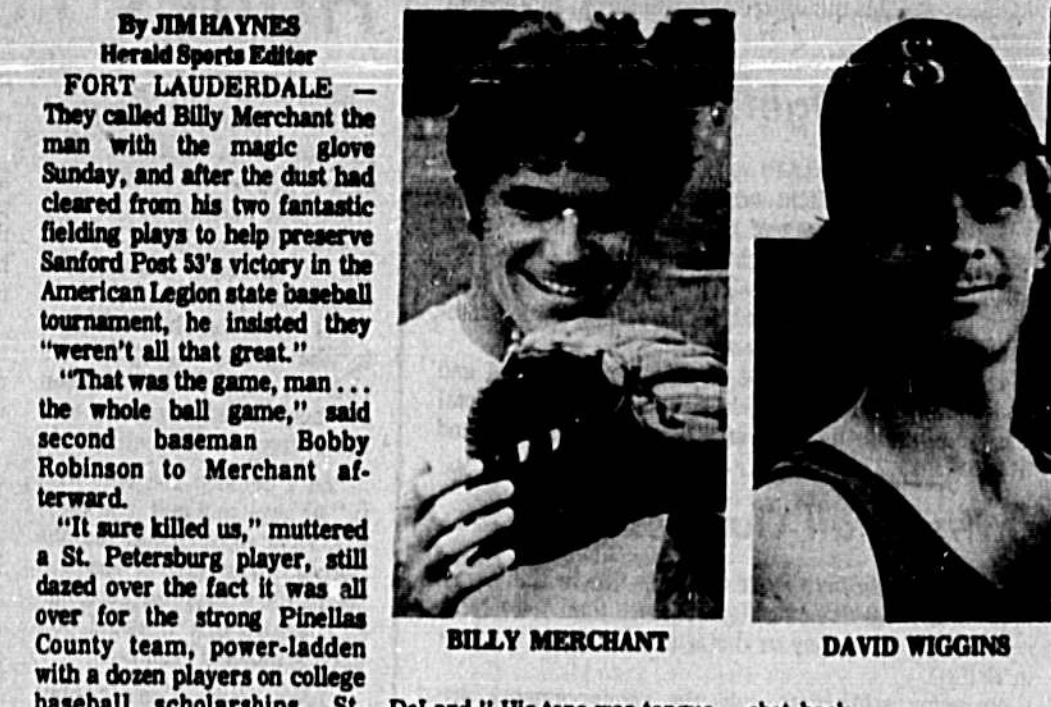 By JIM HAYNES
Herald Sports Editor
FORT LAUDERDALE —
They called Billy Merchant the
man with the magic glove
Sunday, and after the dust had
cleared from his two fantastic
fielding plays to help preserve
Sanford Post 53's victory in the
American Legion state baseball
tournament, he insisted they
"weren't all that great."
"That was the game, man . . .
the whole ball game," said
second baseman Bobby
Robinson to Merchant af-
terward.
"It sure killed us," muttered
a St. Petersburg player, still
dazed over the fact it was all
over for the strong Pinellas
County team, power-ladden
with a dozen players on college
baseball scholarships. St.
S
BILLY MERCHANT
DAVID WIGGINS
DeLand." His